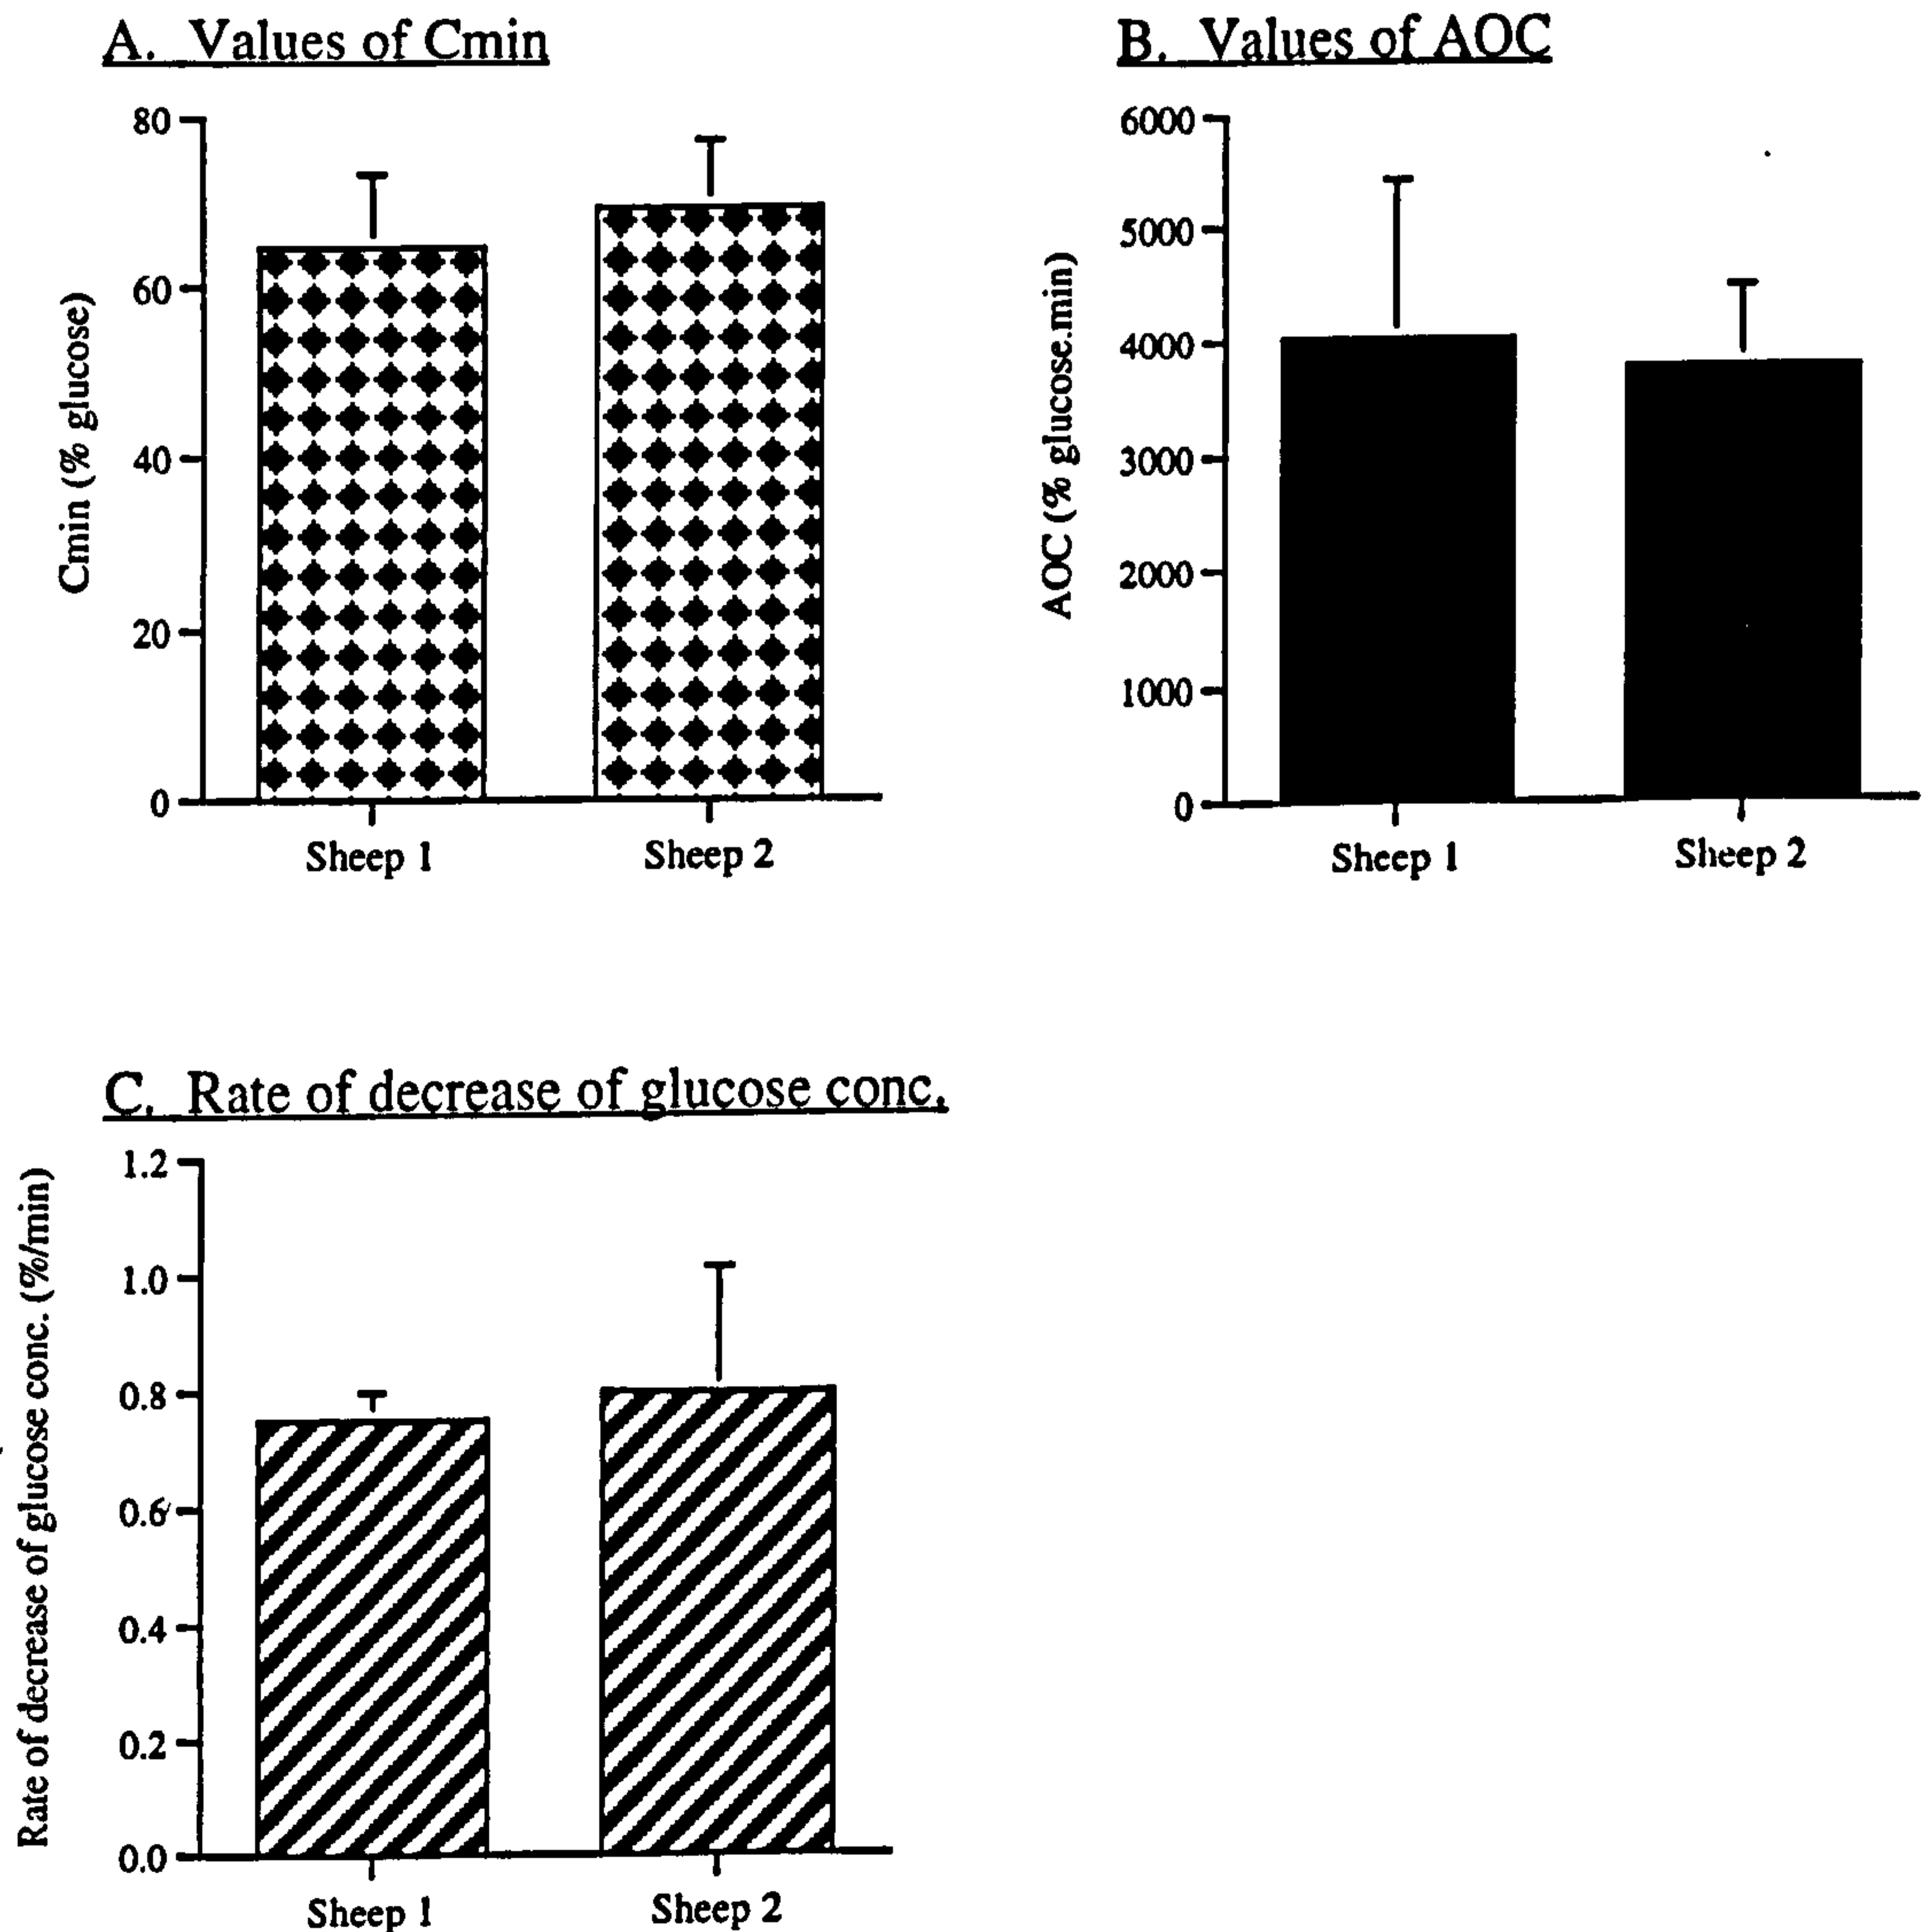 A. Values of Cmin
80
60
40
20
0
Cmin (% glucose)
Sheep 1
Sheep 2
B. Values of AOC
6000
5000
4000
3000
2000
1000
0
AOC (% glucose.min)
Sheep 1
Sheep 2
C. Rate of decrease of glucose conc.
1.2
1.0
0.8
0.6
0.4
0.2
0.0
Rate of decrease of glucose conc. (%/min)
Sheep 1
Sheep 2